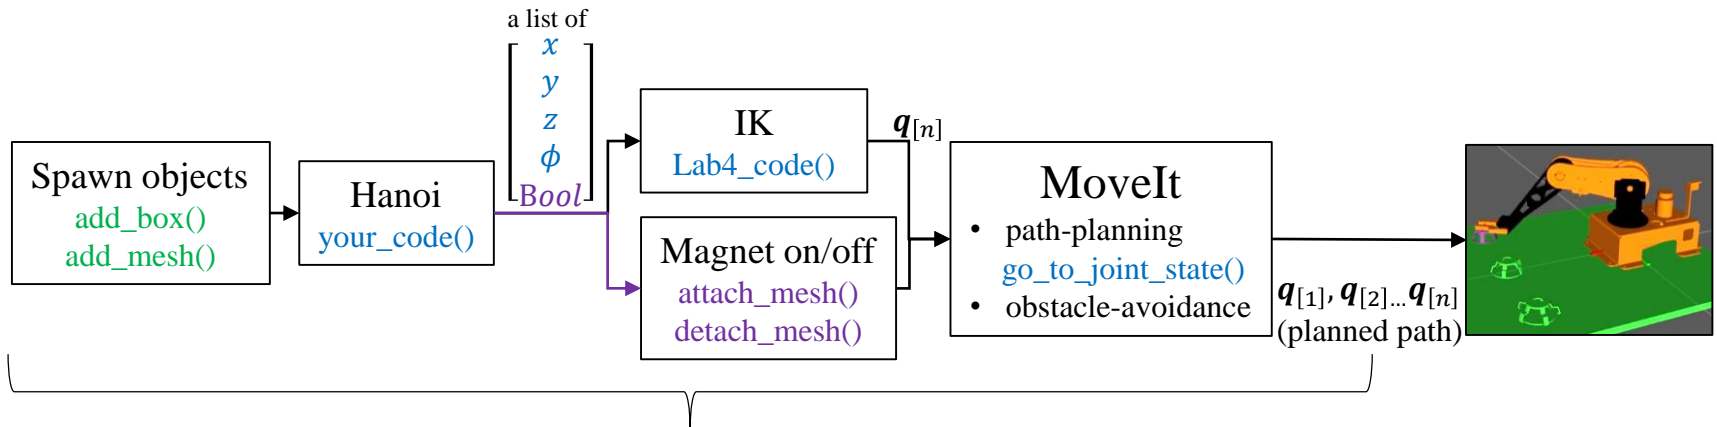 Spawn objects
add_box()
add_mesh()
Hanoi
your_code()
a list of
x
y
z
ϕ
Bool
IK
Lab4_code()
Magnet on/off
attach_mesh()
detach_mesh()
q[n]
MoveIt
• path-planning
go_to_joint_state()
• obstacle-avoidance
q[1], q[2]…q[n]
(planned path)